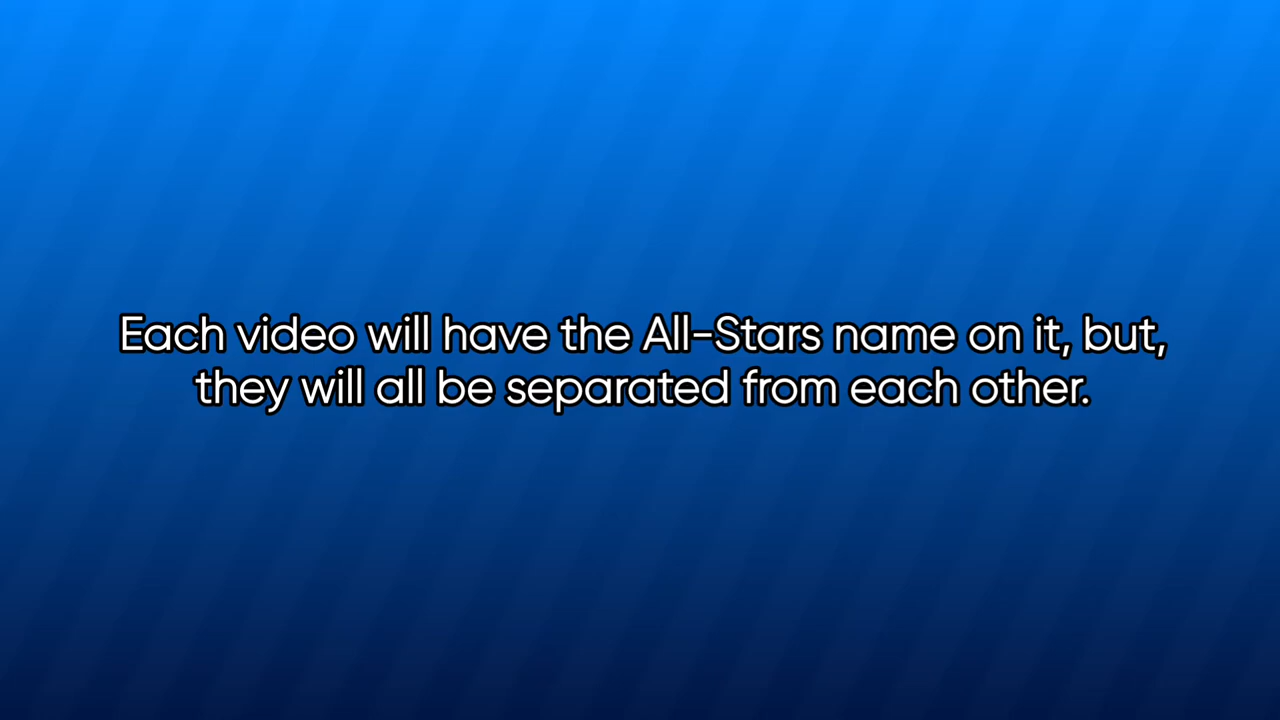 Each video will have the All-Stars name on it, but,
they will all be separated from each other.